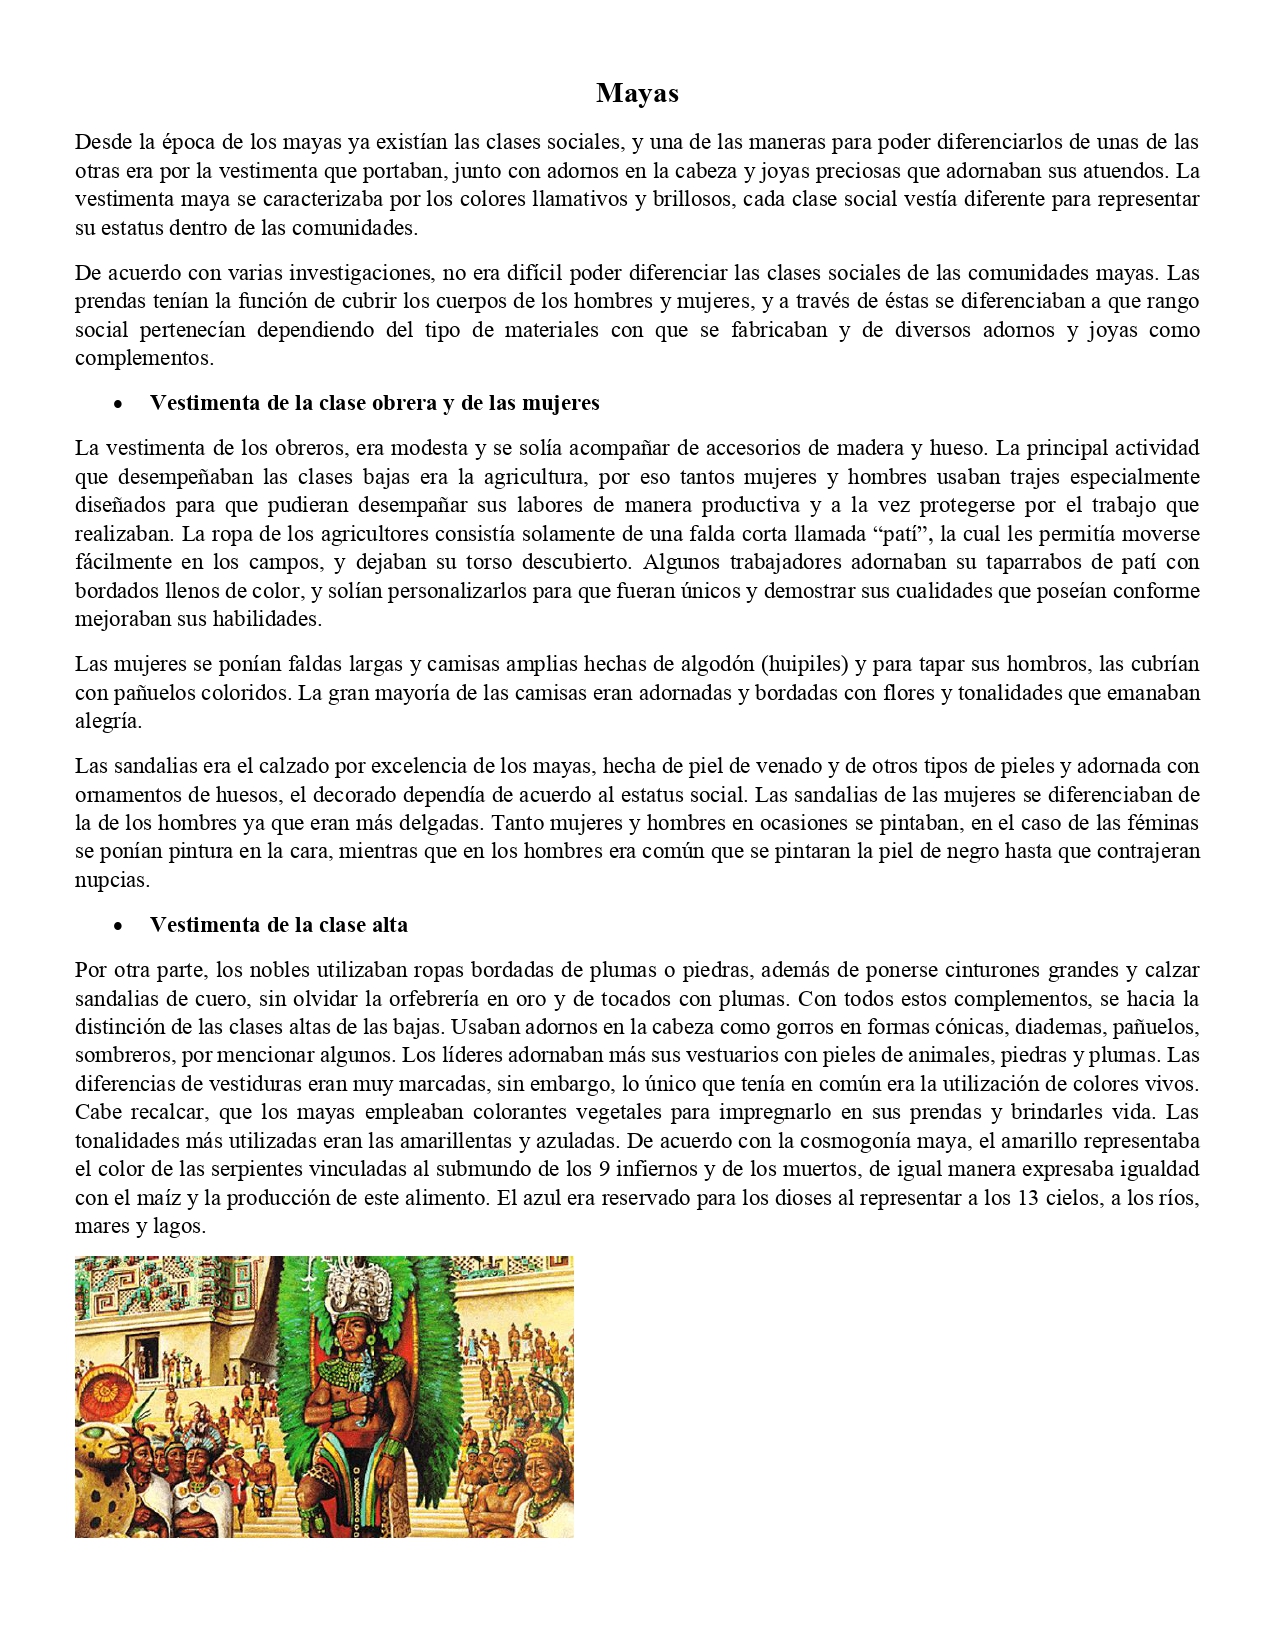 Mayas
Desde la época de los mayas ya existían las clases sociales, y una de las maneras para poder diferenciarlos de unas de las
otras era por la vestimenta que portaban, junto con adornos en la cabeza y joyas preciosas que adornaban sus atuendos. La
vestimenta maya se caracterizaba por los colores llamativos y brillosos, cada clase social vestía diferente para representar
su estatus dentro de las comunidades.
De acuerdo con varias investigaciones, no era difícil poder diferenciar las clases sociales de las comunidades mayas. Las
prendas tenían la función de cubrir los cuerpos de los hombres y mujeres, y a través de éstas se diferenciaban a que rango
social pertenecían dependiendo del tipo de materiales con que se fabricaban y de diversos adornos y joyas como
complementos.
• Vestimenta de la clase obrera y de las mujeres
La vestimenta de los obreros, era modesta y se solía acompañar de accesorios de madera y hueso. La principal actividad
que desempeñaban las clases bajas era la agricultura, por eso tantos mujeres y hombres usaban trajes especialmente
diseñados para que pudieran desempañar sus labores de manera productiva y a la vez protegerse por el trabajo que
realizaban. La ropa de los agricultores consistía solamente de una falda corta llamada “patí”, la cual les permitía moverse
fácilmente en los campos, y dejaban su torso descubierto. Algunos trabajadores adornaban su taparrabos de patí con
bordados llenos de color, y solían personalizarlos para que fueran únicos y demostrar sus cualidades que poseían conforme
mejoraban sus habilidades.
Las mujeres se ponían faldas largas y camisas amplias hechas de algodón (huipiles) y para tapar sus hombros, las cubrían
con pañuelos coloridos. La gran mayoría de las camisas eran adornadas y bordadas con flores y tonalidades que emanaban
alegría.
Las sandalias era el calzado por excelencia de los mayas, hecha de piel de venado y de otros tipos de pieles y adornada con
ornamentos de huesos, el decorado dependía de acuerdo al estatus social. Las sandalias de las mujeres se diferenciaban de
la de los hombres ya que eran más delgadas. Tanto mujeres y hombres en ocasiones se pintaban, en el caso de las féminas
se ponían pintura en la cara, mientras que en los hombres era común que se pintaran la piel de negro hasta que contrajeran
nupcias.
• Vestimenta de la clase alta
Por otra parte, los nobles utilizaban ropas bordadas de plumas o piedras, además de ponerse cinturones grandes y calzar
sandalias de cuero, sin olvidar la orfebrería en oro y de tocados con plumas. Con todos estos complementos, se hacia la
distinción de las clases altas de las bajas. Usaban adornos en la cabeza como gorros en formas cónicas, diademas, pañuelos,
sombreros, por mencionar algunos. Los líderes adornaban más sus vestuarios con pieles de animales, piedras y plumas. Las
diferencias de vestiduras eran muy marcadas, sin embargo, lo único que tenía en común era la utilización de colores vivos.
Cabe recalcar, que los mayas empleaban colorantes vegetales para impregnarlo en sus prendas y brindarles vida. Las
tonalidades más utilizadas eran las amarillentas y azuladas. De acuerdo con la cosmogonía maya, el amarillo representaba
el color de las serpientes vinculadas al submundo de los 9 infiernos y de los muertos, de igual manera expresaba igualdad
con el maíz y la producción de este alimento. El azul era reservado para los dioses al representar a los 13 cielos, a los ríos,
mares y lagos.